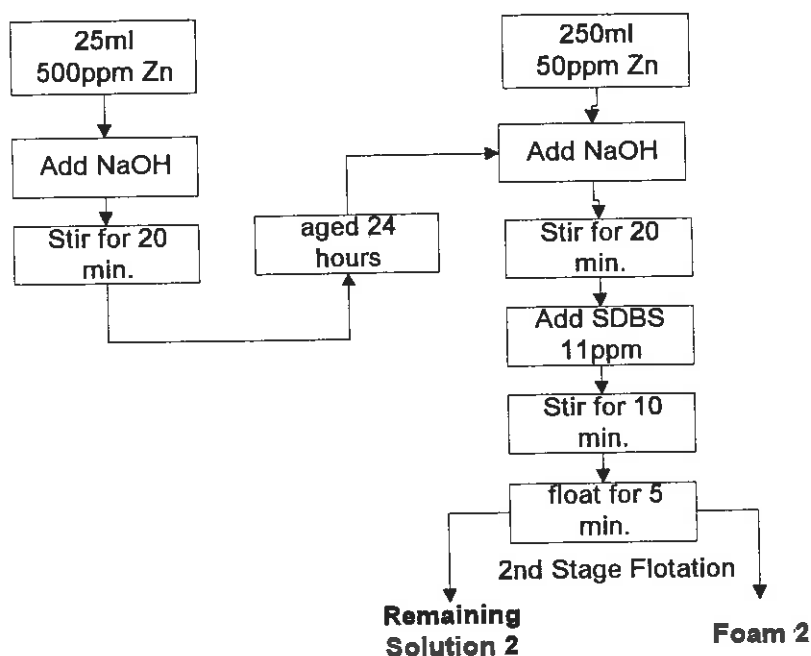 25ml
500ppm Zn
Add NaOH
Stir for 20
min.
aged 24
hours
250ml
50ppm Zn
Add NaOH
Stir for 20
min.
Add SDBS
11ppm
Stir for 10
min.
float for 5
min.
2nd Stage Flotation
Remaining
Solution 2
Foam 2